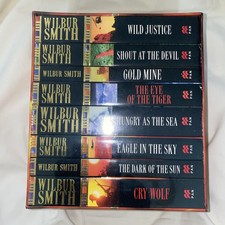 WILBUR SMITH
WILD JUSTICE
WILBUR SMITH
SHOUT AT THE DEVIL
WILBUR SMITH
GOLD MINE
WILBUR SMITH
THE EYE
OF THE TIGER
WILBUR SMITH
HUNGRY AS THE SEA
WILBUR SMITH
EAGLE IN THE SKY
WILBUR SMITH
THE DARK OF THE SUN
WILBUR
SMITH
CRY WOLF